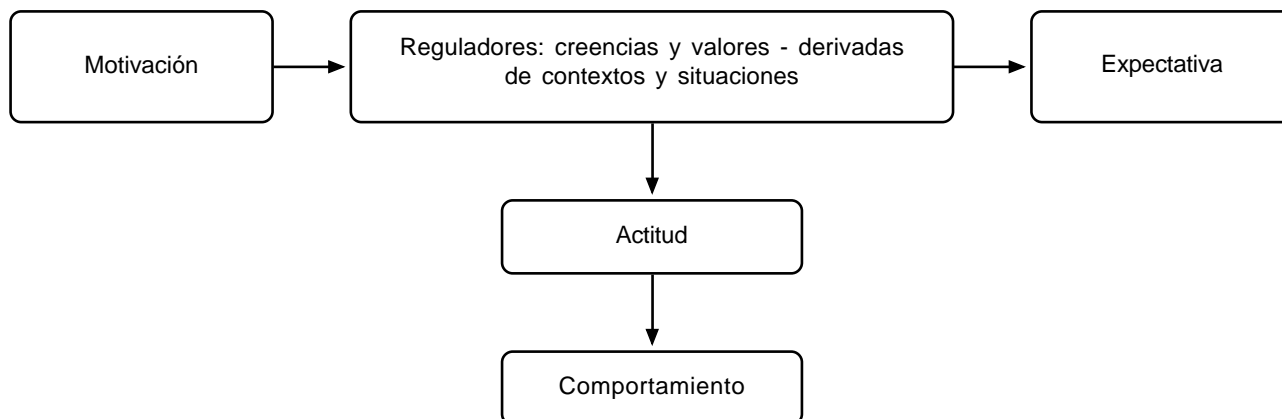 Motivación
Reguladores: creencias y valores - derivadas
de contextos y situaciones
Expectativa
Actitud
Comportamiento